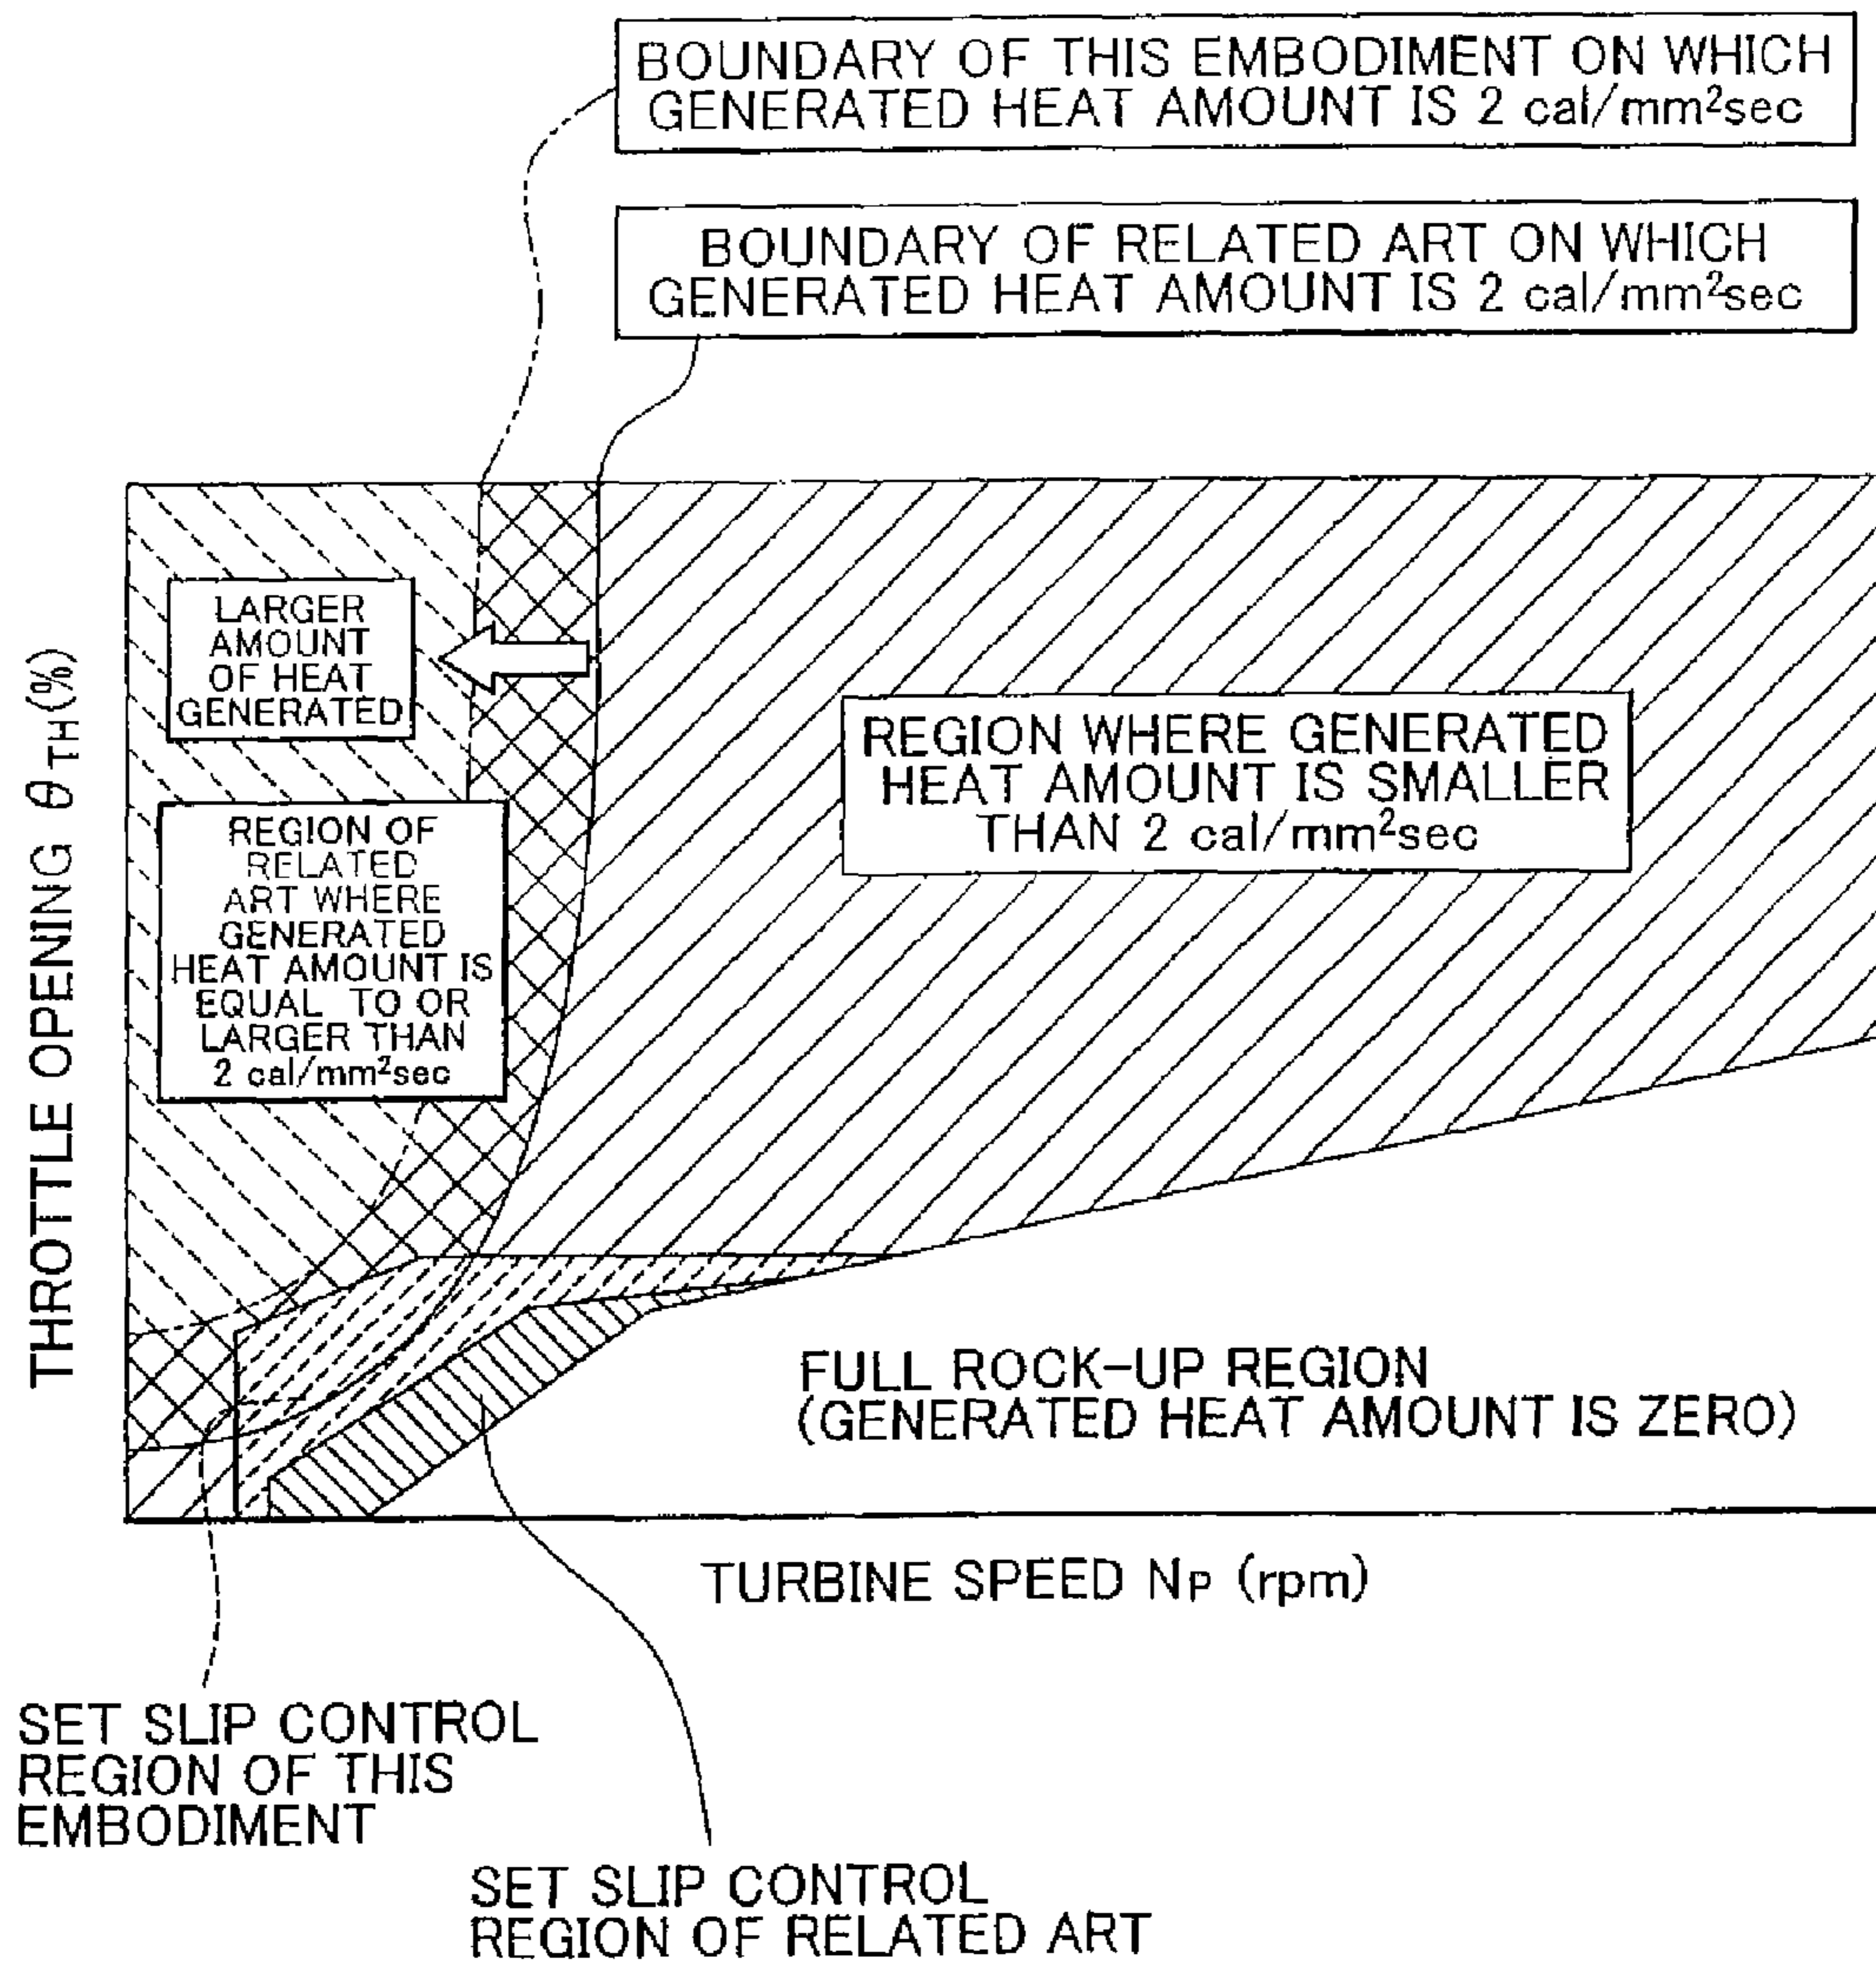 BOUNDARY OF THIS EMBODIMENT ON WHICH
GENERATED HEAT AMOUNT IS 2 cal/mm²sec
BOUNDARY OF RELATED ART ON WHICH
GENERATED HEAT AMOUNT IS 2 cal/mm²sec
THROTTLE OPENING θTH(%)
LARGER
AMOUNT
OF HEAT
GENERATED
REGION WHERE GENERATED
HEAT AMOUNT IS SMALLER
THAN 2 cal/mm²sec
REGION OF
RELATED
ART WHERE
GENERATED
HEAT AMOUNT IS
EQUAL TO OR
LARGER THAN
2 cal/mm²sec
FULL ROCK-UP REGION
(GENERATED HEAT AMOUNT IS ZERO)
TURBINE SPEED NP (rpm)
SET SLIP CONTROL
REGION OF THIS
EMBODIMENT
SET SLIP CONTROL
REGION OF RELATED ART